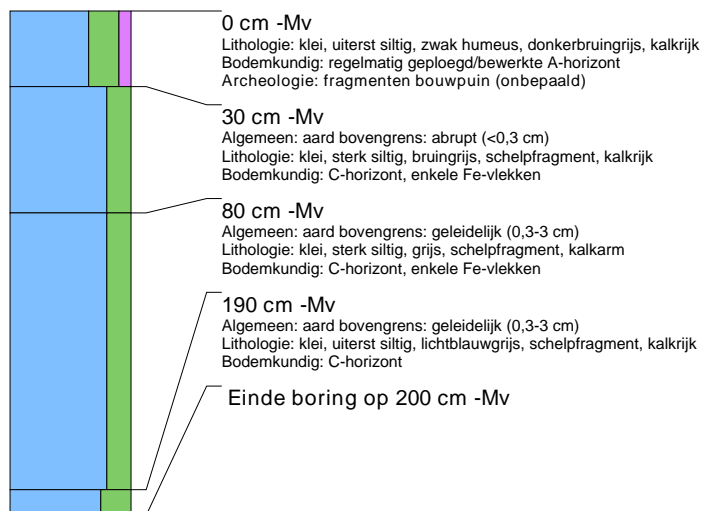 0 cm -Mv
Lithologie: klei, uiterst siltig, zwak humeus, donkerbruingrijs, kalkrijk
Bodemkundig: regelmatig geploegd/bewerkte A-horizont
Archeologie: fragmenten bouwpuin (onbepaald)
30 cm -Mv
Algemeen: aard bovengrens: abrupt (<0,3 cm)
Lithologie: klei, sterk siltig, bruingrijs, schelpfragment, kalkrijk
Bodemkundig: C-horizont, enkele Fe-vlekken
80 cm -Mv
Algemeen: aard bovengrens: geleidelijk (0,3-3 cm)
Lithologie: klei, sterk siltig, grijs, schelpfragment, kalkarm
Bodemkundig: C-horizont, enkele Fe-vlekken
190 cm -Mv
Algemeen: aard bovengrens: geleidelijk (0,3-3 cm)
Lithologie: klei, uiterst siltig, lichtblauwgrijs, schelpfragment, kalkrijk
Bodemkundig: C-horizont
Einde boring op 200 cm -Mv